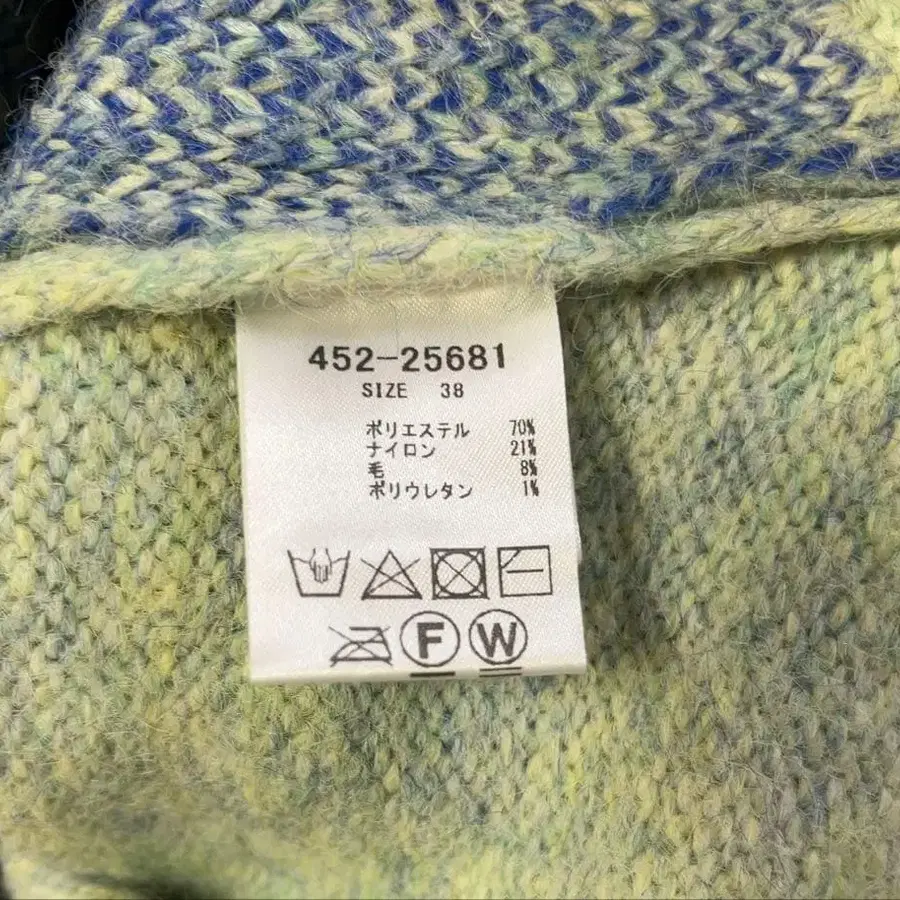 452-25681
SIZE 38
ポリエステル 70%
ナイロン 21%
毛 8%
ポリウレタン 1%
F W